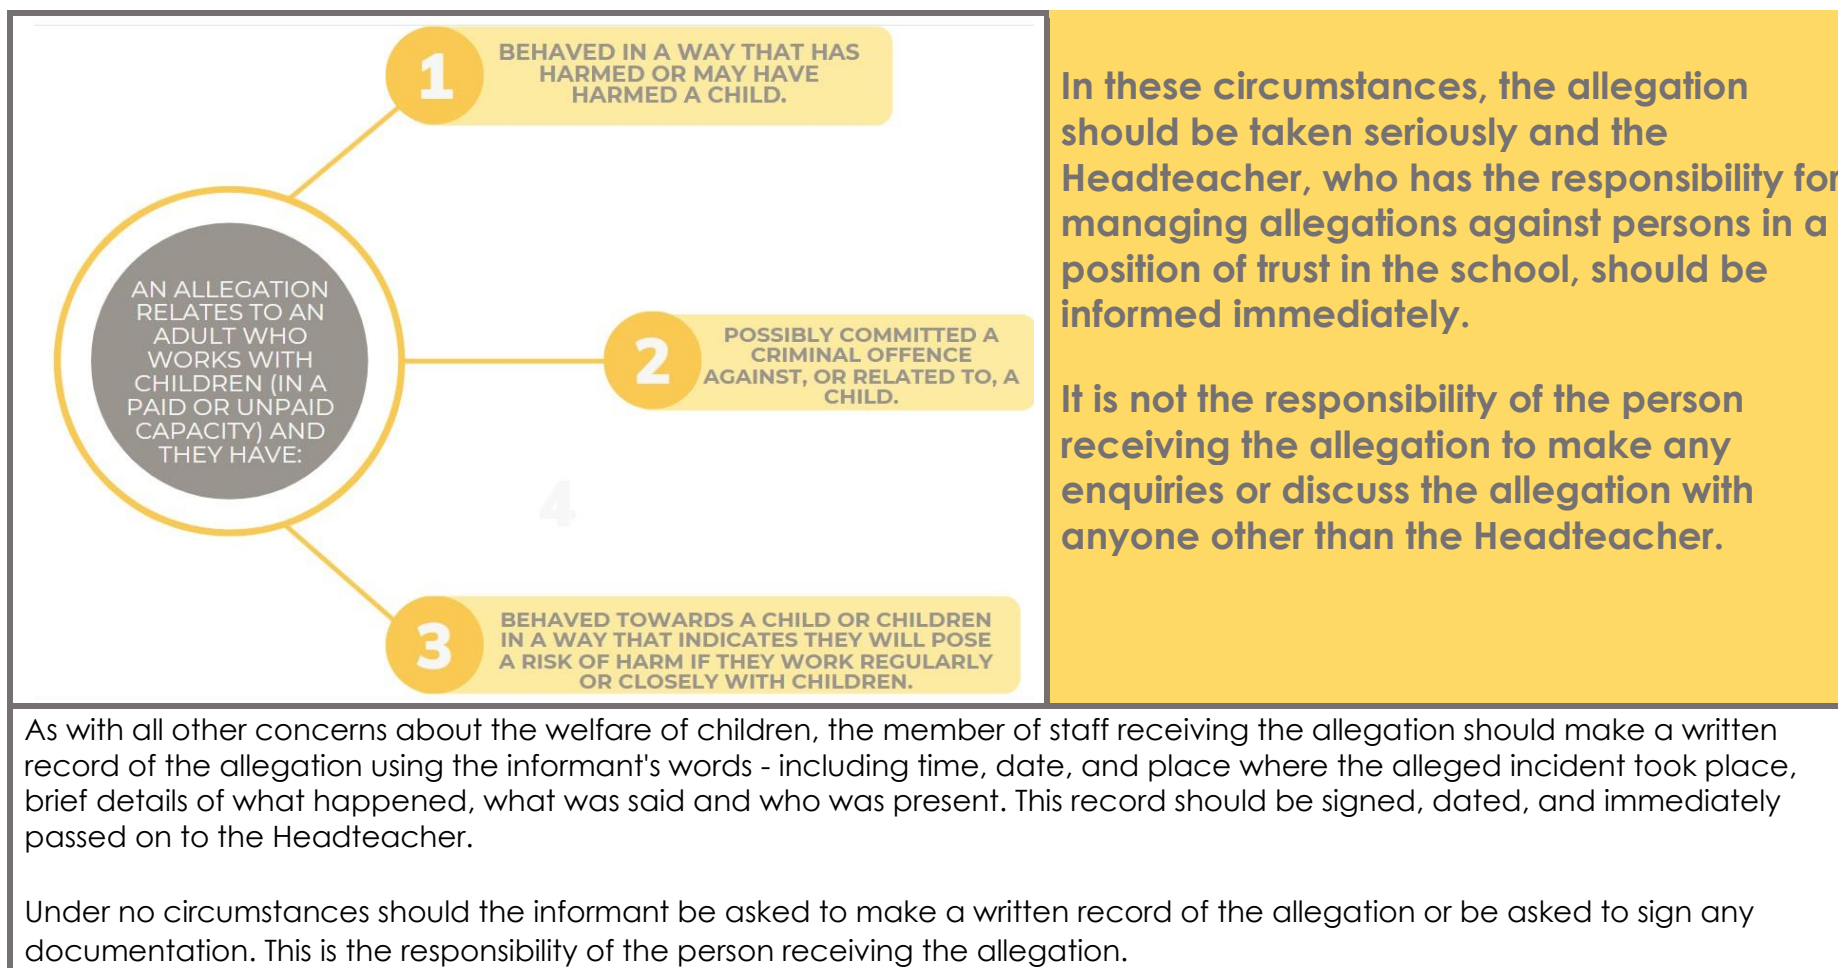 1
BEHAVED IN A WAY THAT HAS
HARMED OR MAY HAVE
HARMED A CHILD.
AN ALLEGATION
RELATES TO AN
ADULT WHO
WORKS WITH
CHILDREN (IN A
PAID OR UNPAID
CAPACITY) AND
THEY HAVE:
2
POSSIBLY COMMITTED A
CRIMINAL OFFENCE
AGAINST, OR RELATED TO, A
CHILD.
4
3
BEHAVED TOWARDS A CHILD OR CHILDREN
IN A WAY THAT INDICATES THEY WILL POSE
A RISK OF HARM IF THEY WORK REGULARLY
OR CLOSELY WITH CHILDREN.
In these circumstances, the allegation
should be taken seriously and the
Headteacher, who has the responsibility for
managing allegations against persons in a
position of trust in the school, should be
informed immediately.
It is not the responsibility of the person
receiving the allegation to make any
enquiries or discuss the allegation with
anyone other than the Headteacher.
As with all other concerns about the welfare of children, the member of staff receiving the allegation should make a written
record of the allegation using the informant's words - including time, date, and place where the alleged incident took place,
brief details of what happened, what was said and who was present. This record should be signed, dated, and immediately
passed on to the Headteacher.
Under no circumstances should the informant be asked to make a written record of the allegation or be asked to sign any
documentation. This is the responsibility of the person receiving the allegation.